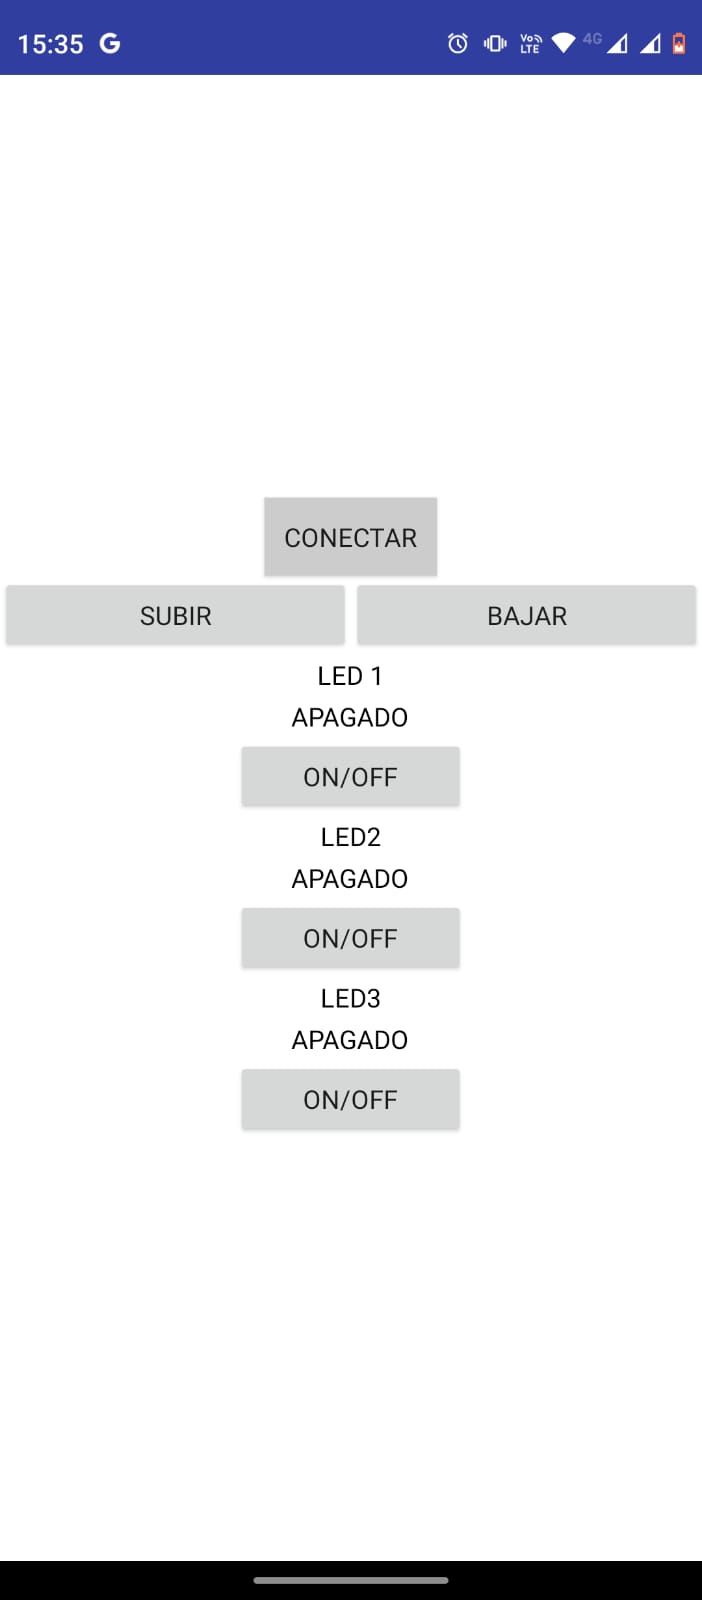 15:35 G
Vo LTE 4G
CONECTAR
SUBIR BAJAR
LED 1
APAGADO
ON/OFF
LED2
APAGADO
ON/OFF
LED3
APAGADO
ON/OFF